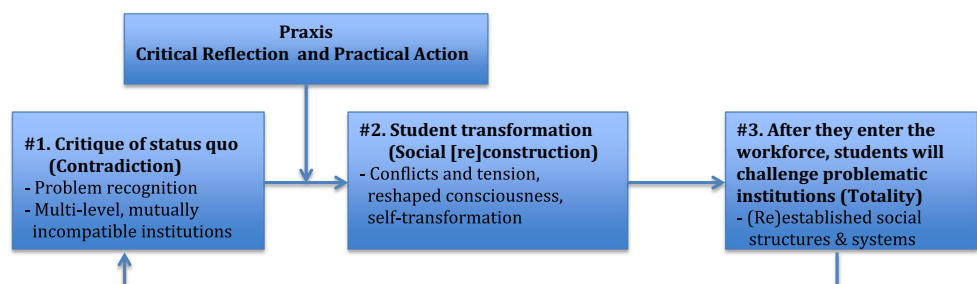 Praxis
Critical Reflection and Practical Action
#1. Critique of status quo
(Contradiction)
- Problem recognition
- Multi-level, mutually
incompatible institutions
#2. Student transformation
(Social [re]construction)
- Conflicts and tension,
reshaped consciousness,
self-transformation
#3. After they enter the
workforce, students will
challenge problematic
institutions (Totality)
- (Re)established social
structures & systems